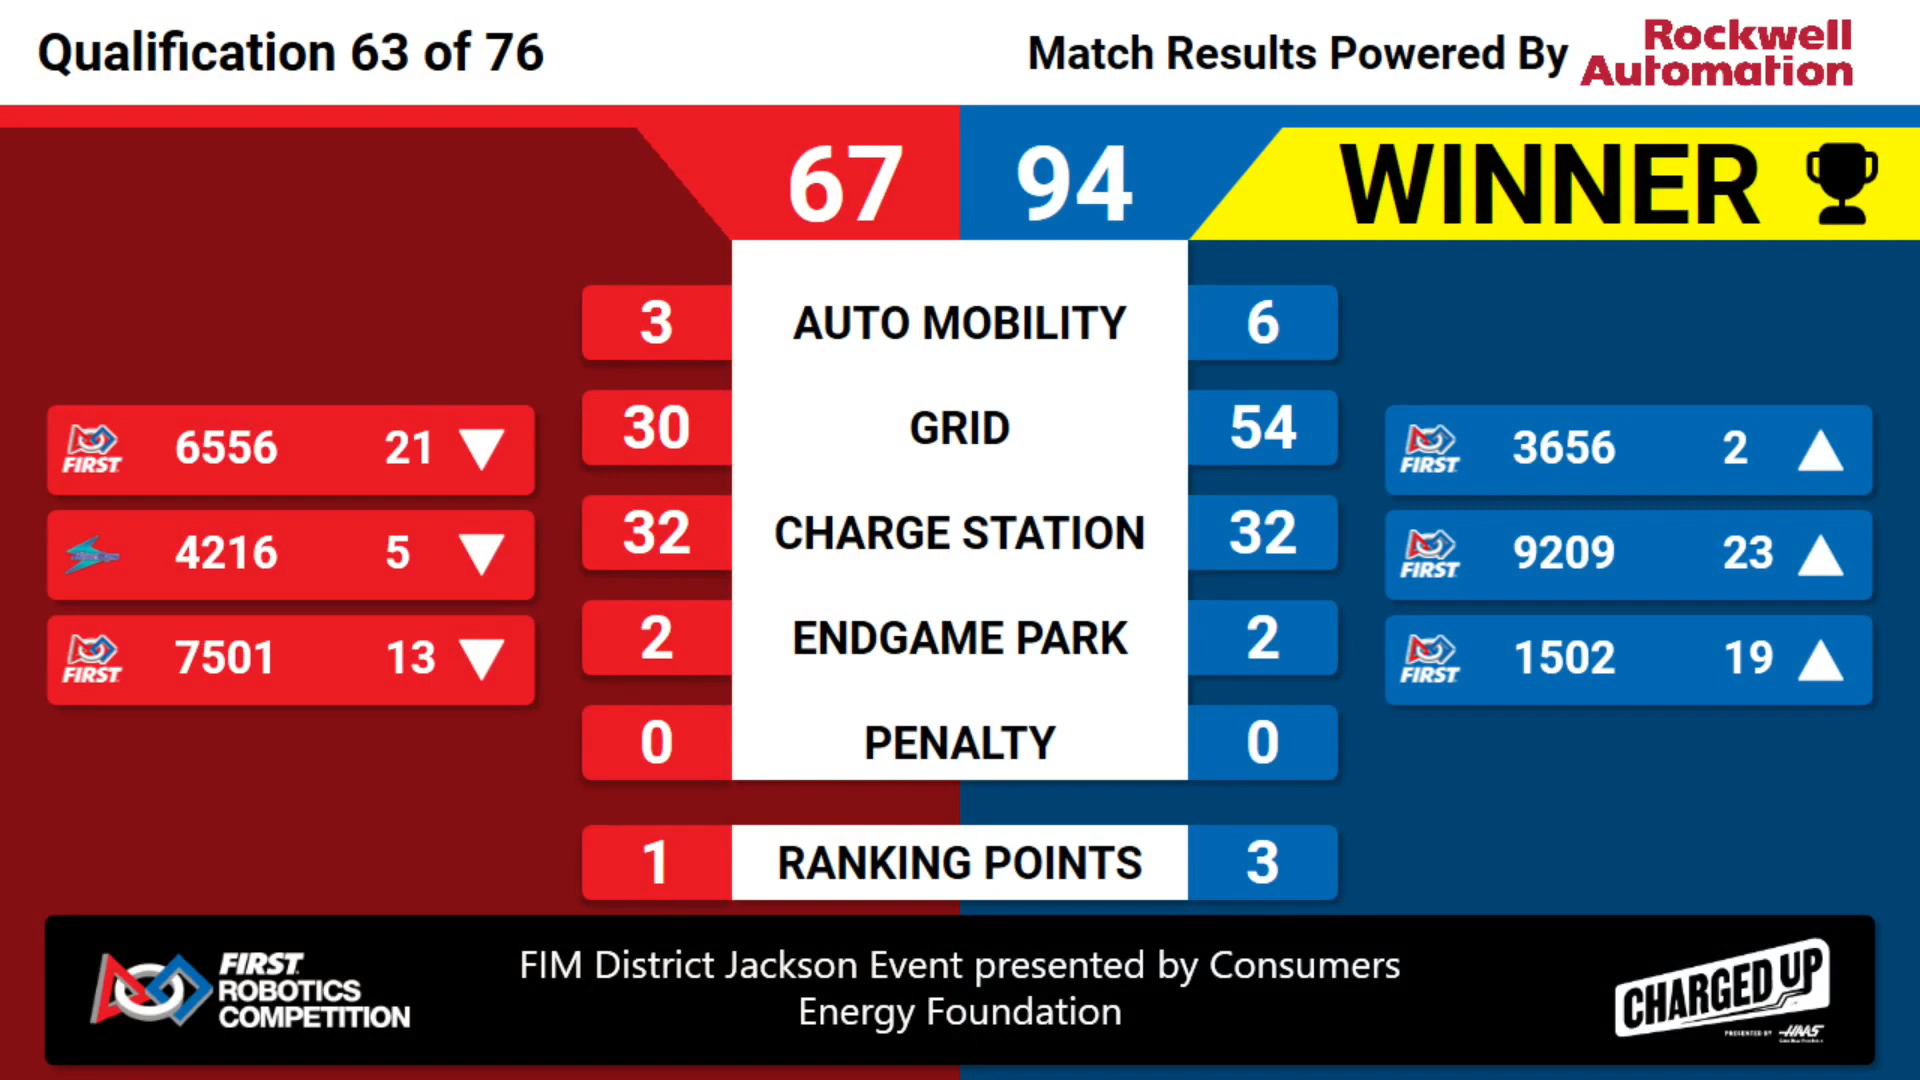 Qualification 63 of 76
Match Results Powered By
Rockwell
Automation
67 94 WINNER
3 AUTO MOBILITY 6
30 GRID 54
FIRST 6556 21
FIRST 3656 2
32 CHARGE STATION 32
4216 5
FIRST 9209 23
2 ENDGAME PARK 2
FIRST 7501 13
FIRST 1502 19
0 PENALTY 0
1 RANKING POINTS 3
FIRST
ROBOTICS
COMPETITION
FIM District Jackson Event presented by Consumers
Energy Foundation
CHARGED UP
PRESENTED BY HAAS